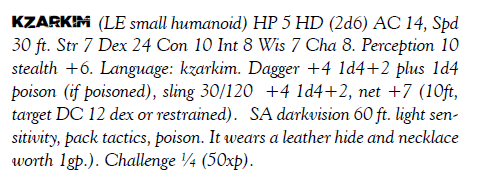 KZARKIM (LE small humanoid) HP 5 HD (2d6) AC 14, Spd
30 ft. Str 7 Dex 24 Con 10 Int 8 Wis 7 Cha 8. Perception 10
stealth +6. Language: kzarkim. Dagger +4 1d4+2 plus 1d4
poison (if poisoned), sling 30/120 +4 1d4+2, net +7 (10ft,
target DC 12 dex or restrained). SA darkvision 60 ft. light sen-
sitivity, pack tactics, poison. It wears a leather hide and necklace
worth 1gp.). Challenge ¼ (50xp).